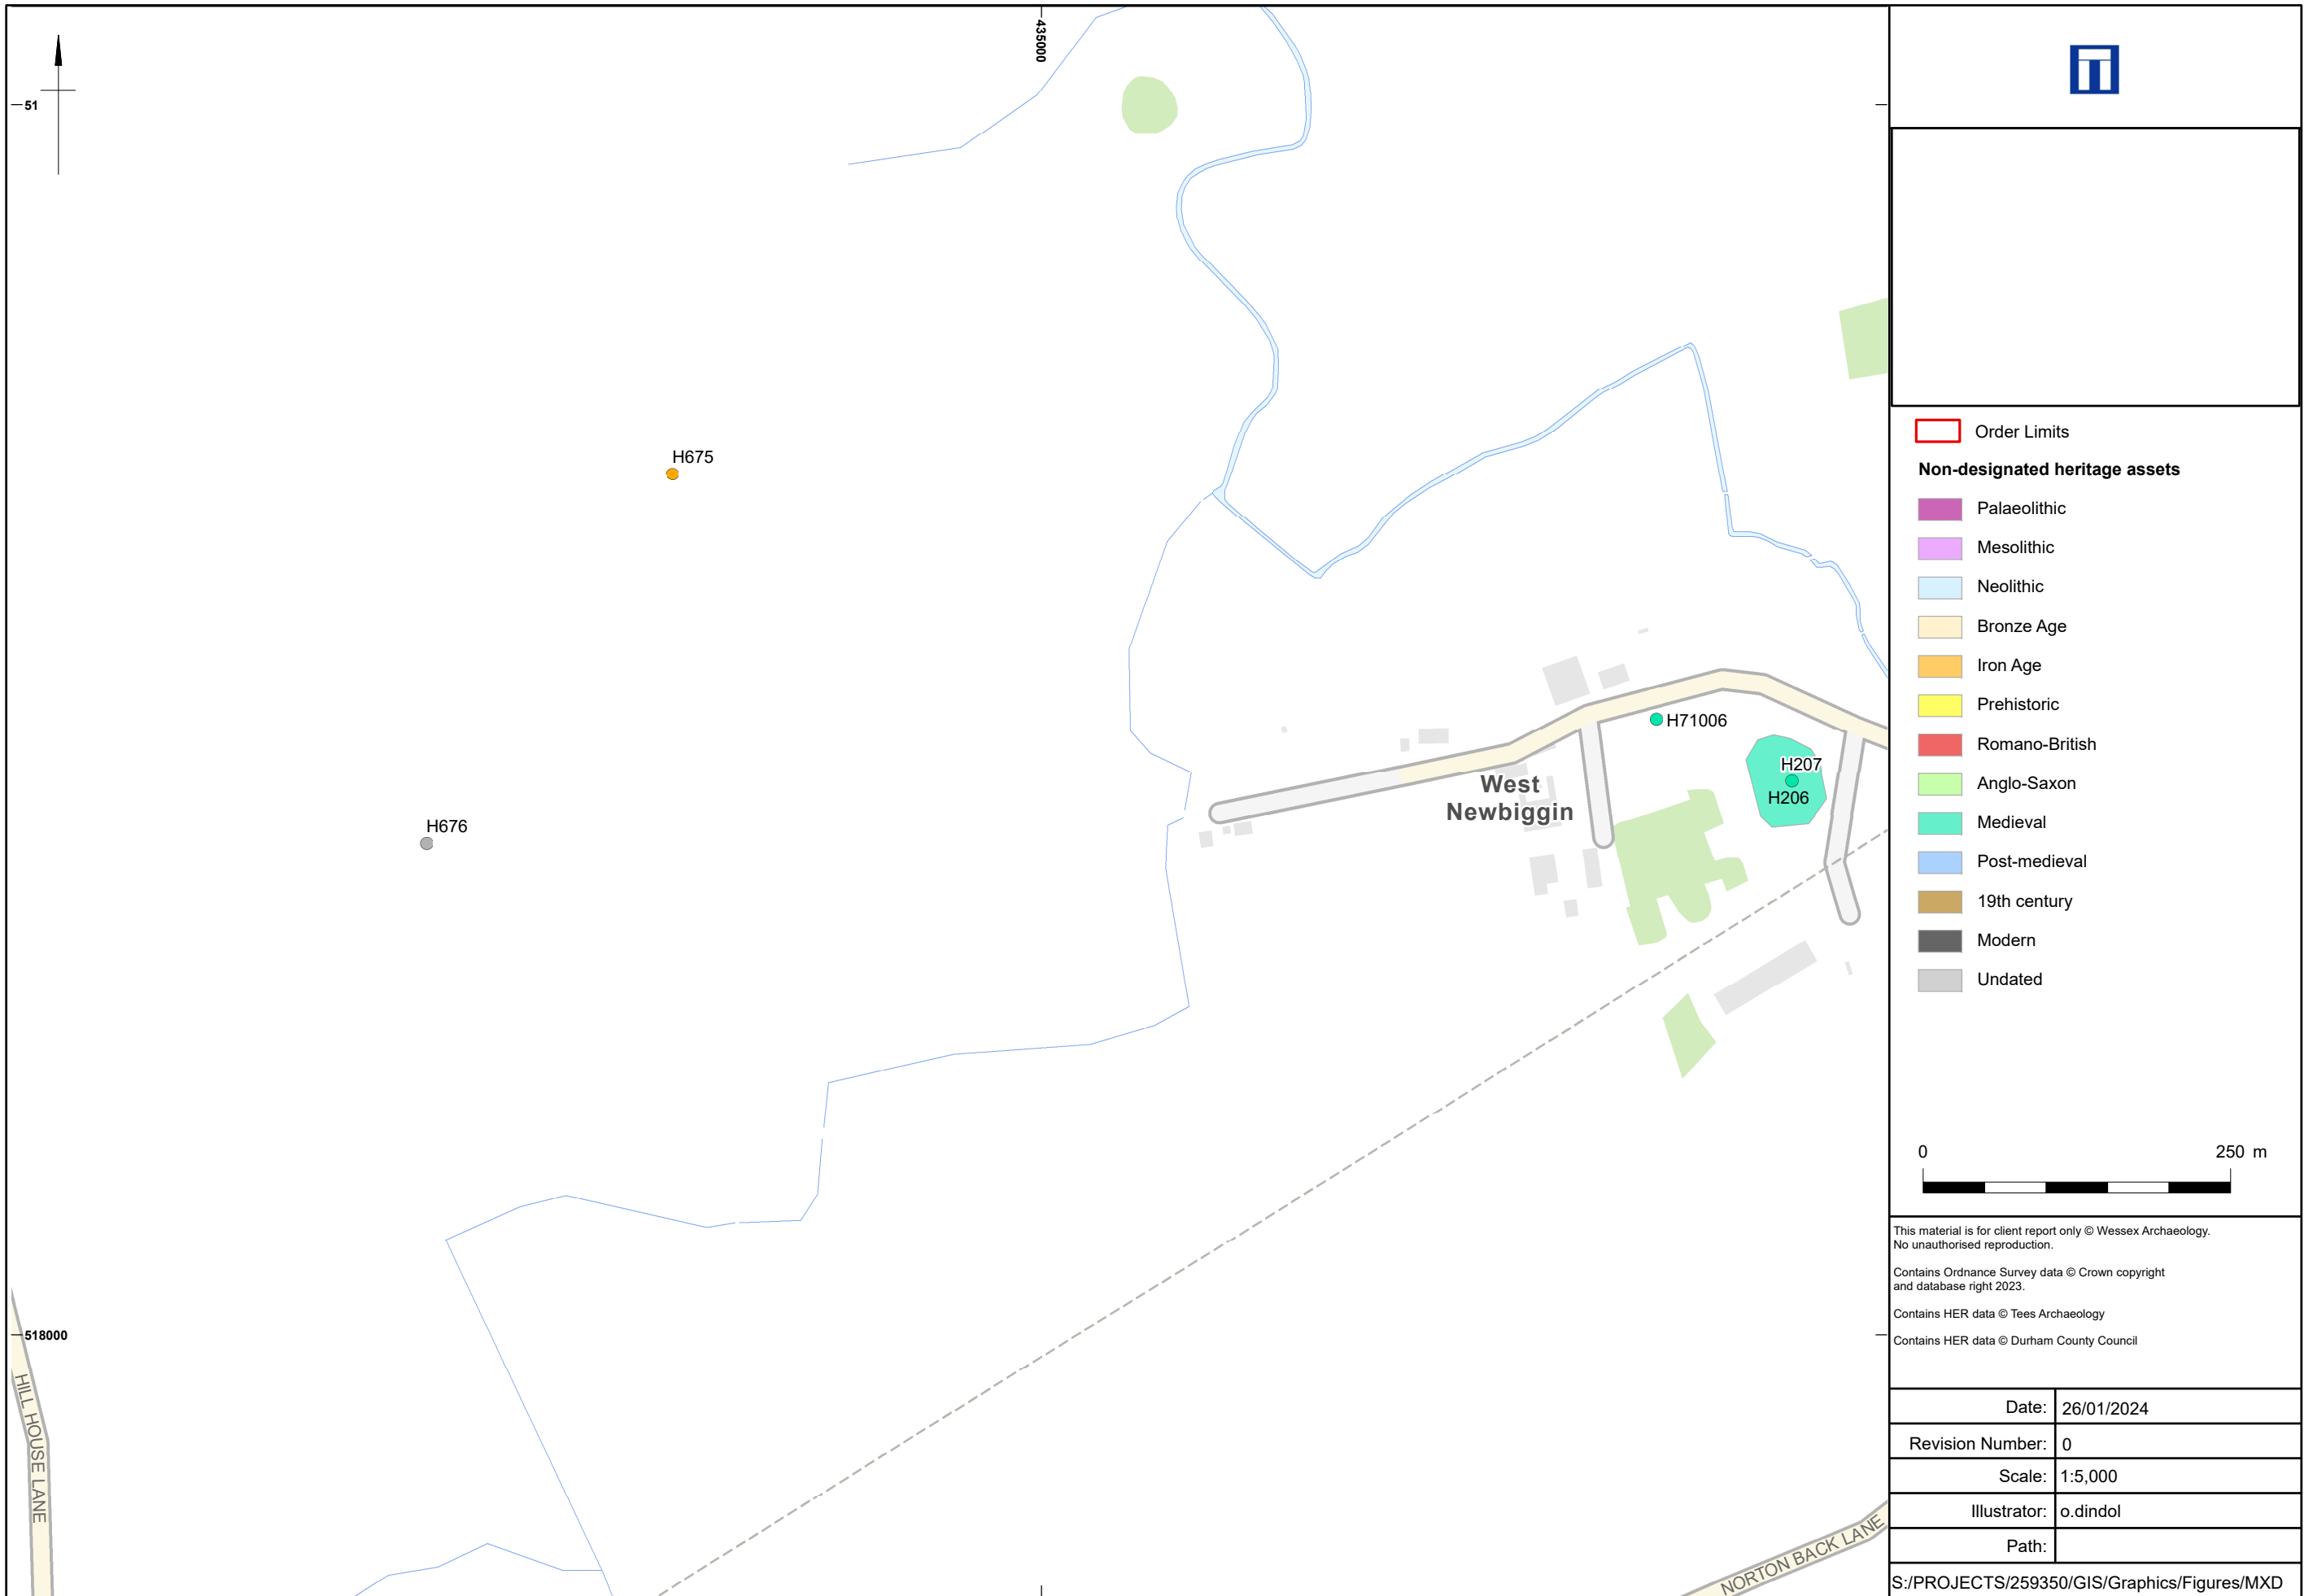 435000
51
H675
H676
H71006
H207
H206
West
Newbiggin
518000
HILL HOUSE LANE
NORTON BACK LANE
Order Limits
Non-designated heritage assets
Palaeolithic
Mesolithic
Neolithic
Bronze Age
Iron Age
Prehistoric
Romano-British
Anglo-Saxon
Medieval
Post-medieval
19th century
Modern
Undated
0 250 m
This material is for client report only © Wessex Archaeology.
No unauthorised reproduction.
Contains Ordnance Survey data © Crown copyright
and database right 2023.
Contains HER data © Tees Archaeology
Contains HER data © Durham County Council
Date: 26/01/2024
Revision Number: 0
Scale: 1:5,000
Illustrator: o.dindol
Path:
S:/PROJECTS/259350/GIS/Graphics/Figures/MXD